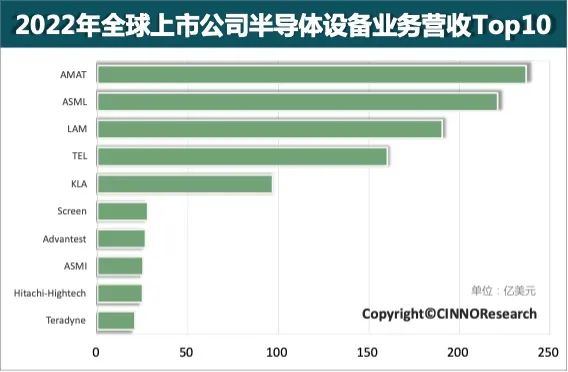 2022年全球上市公司半导体设备业务营收Top10
AMAT
ASML
LAM
TEL
KLA
Screen
Advantest
ASMI
Hitachi-Hightech
Teradyne
单位：亿美元
Copyright©CINNOResearch
0 50 100 150 200 250